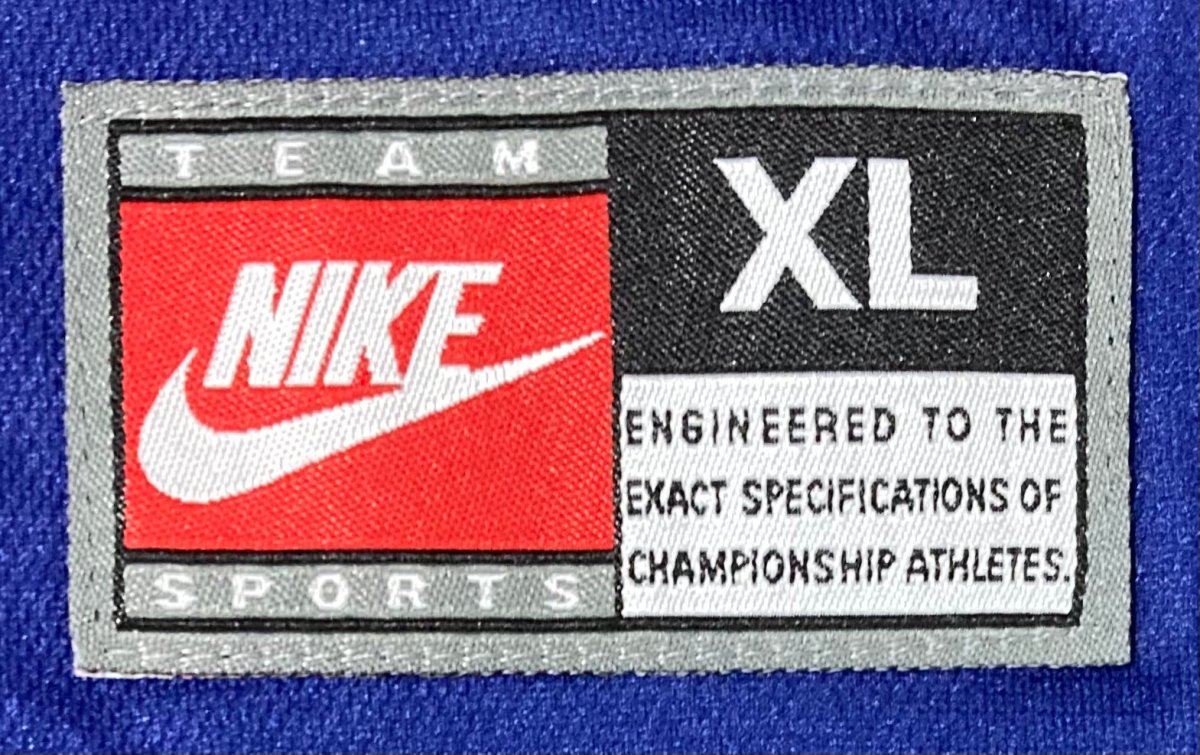 TEAM
NIKE
SPORTS
XL
ENGINEERED TO THE
EXACT SPECIFICATIONS OF
CHAMPIONSHIP ATHLETES.